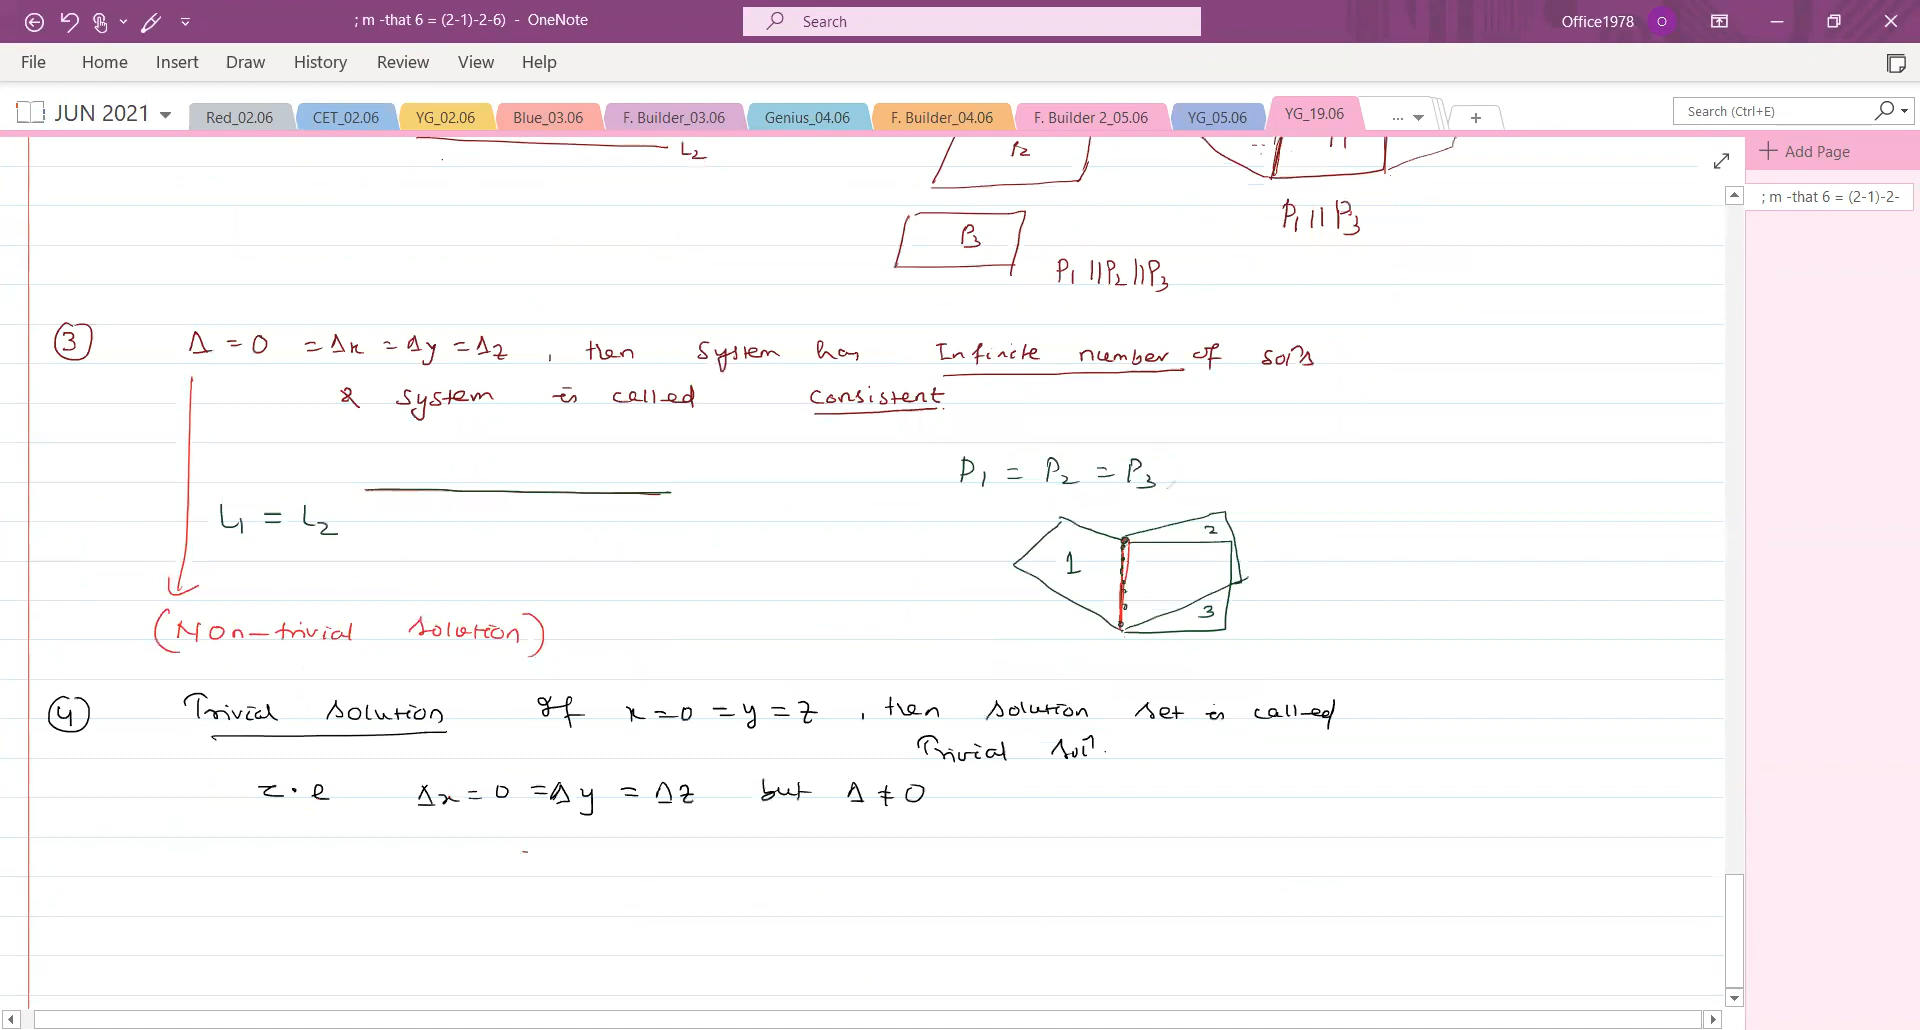 ; m -that 6 = (2-1)-2-6) - OneNote
Search
Office1978
O
File Home Insert Draw History Review View Help
JUN 2021
Red_02.06 CET_02.06 YG_02.06 Blue_03.06 F. Builder_03.06 Genius_04.06 F. Builder_04.06 F. Builder 2_05.06 YG_05.06 YG_19.06 ... +
Search (Ctrl+E)
+ Add Page
; m -that 6 = (2-1)-2-
L2
P2
P1 || P3
P3
P1 || P2 || P3
③ Δ = 0 = Δx = Δy = Δz , then system has Infinite number of sol's
& system is called consistent
P1 = P2 = P3
L1 = L2
1
2
3
(Non-trivial solution)
④ Trivial solution If x=0 =y=z , then solution set is called
Trivial sol.
i.e Δx = 0 = Δy = Δz but Δ ≠ 0